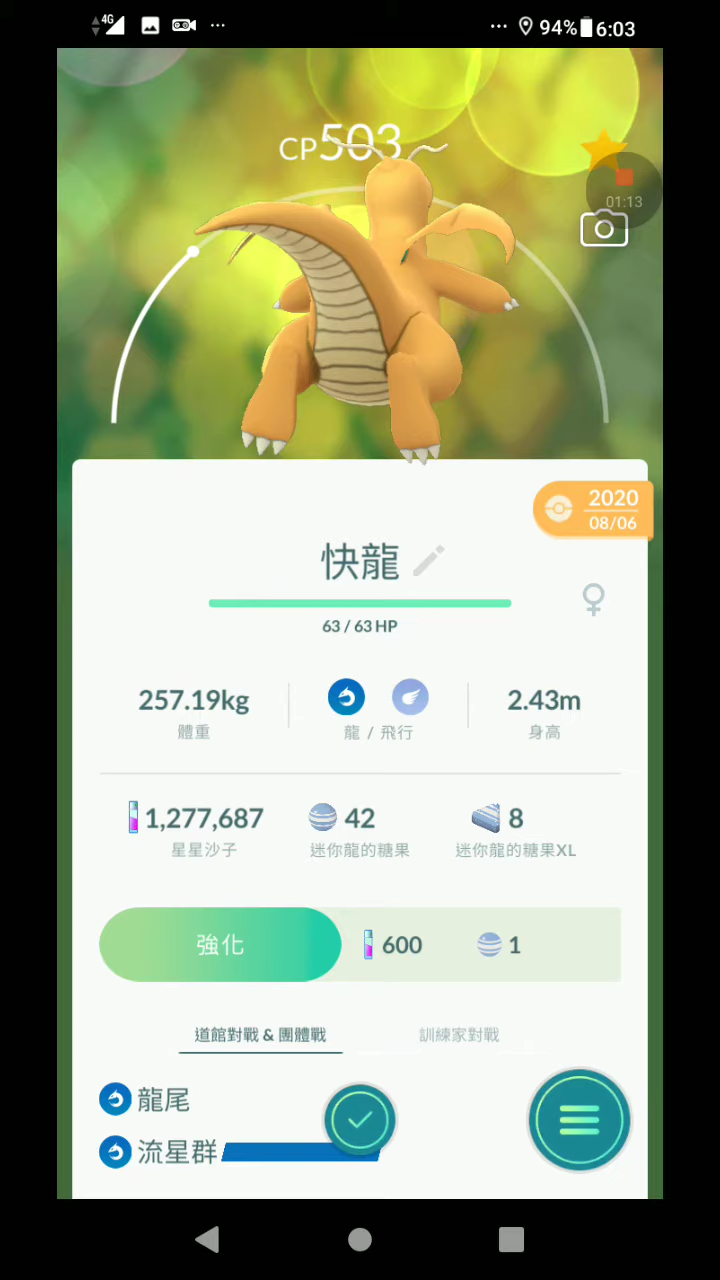 4G ... ... 94% 6:03
CP503
01:13
2020
08/06
快龍
63 / 63 HP
257.19kg 2.43m
體重 龍 / 飛行 身高
1,277,687 42 8
星星沙子 迷你龍的糖果 迷你龍的糖果XL
強化 600 1
道館對戰 & 團體戰 訓練家對戰
龍尾
流星群